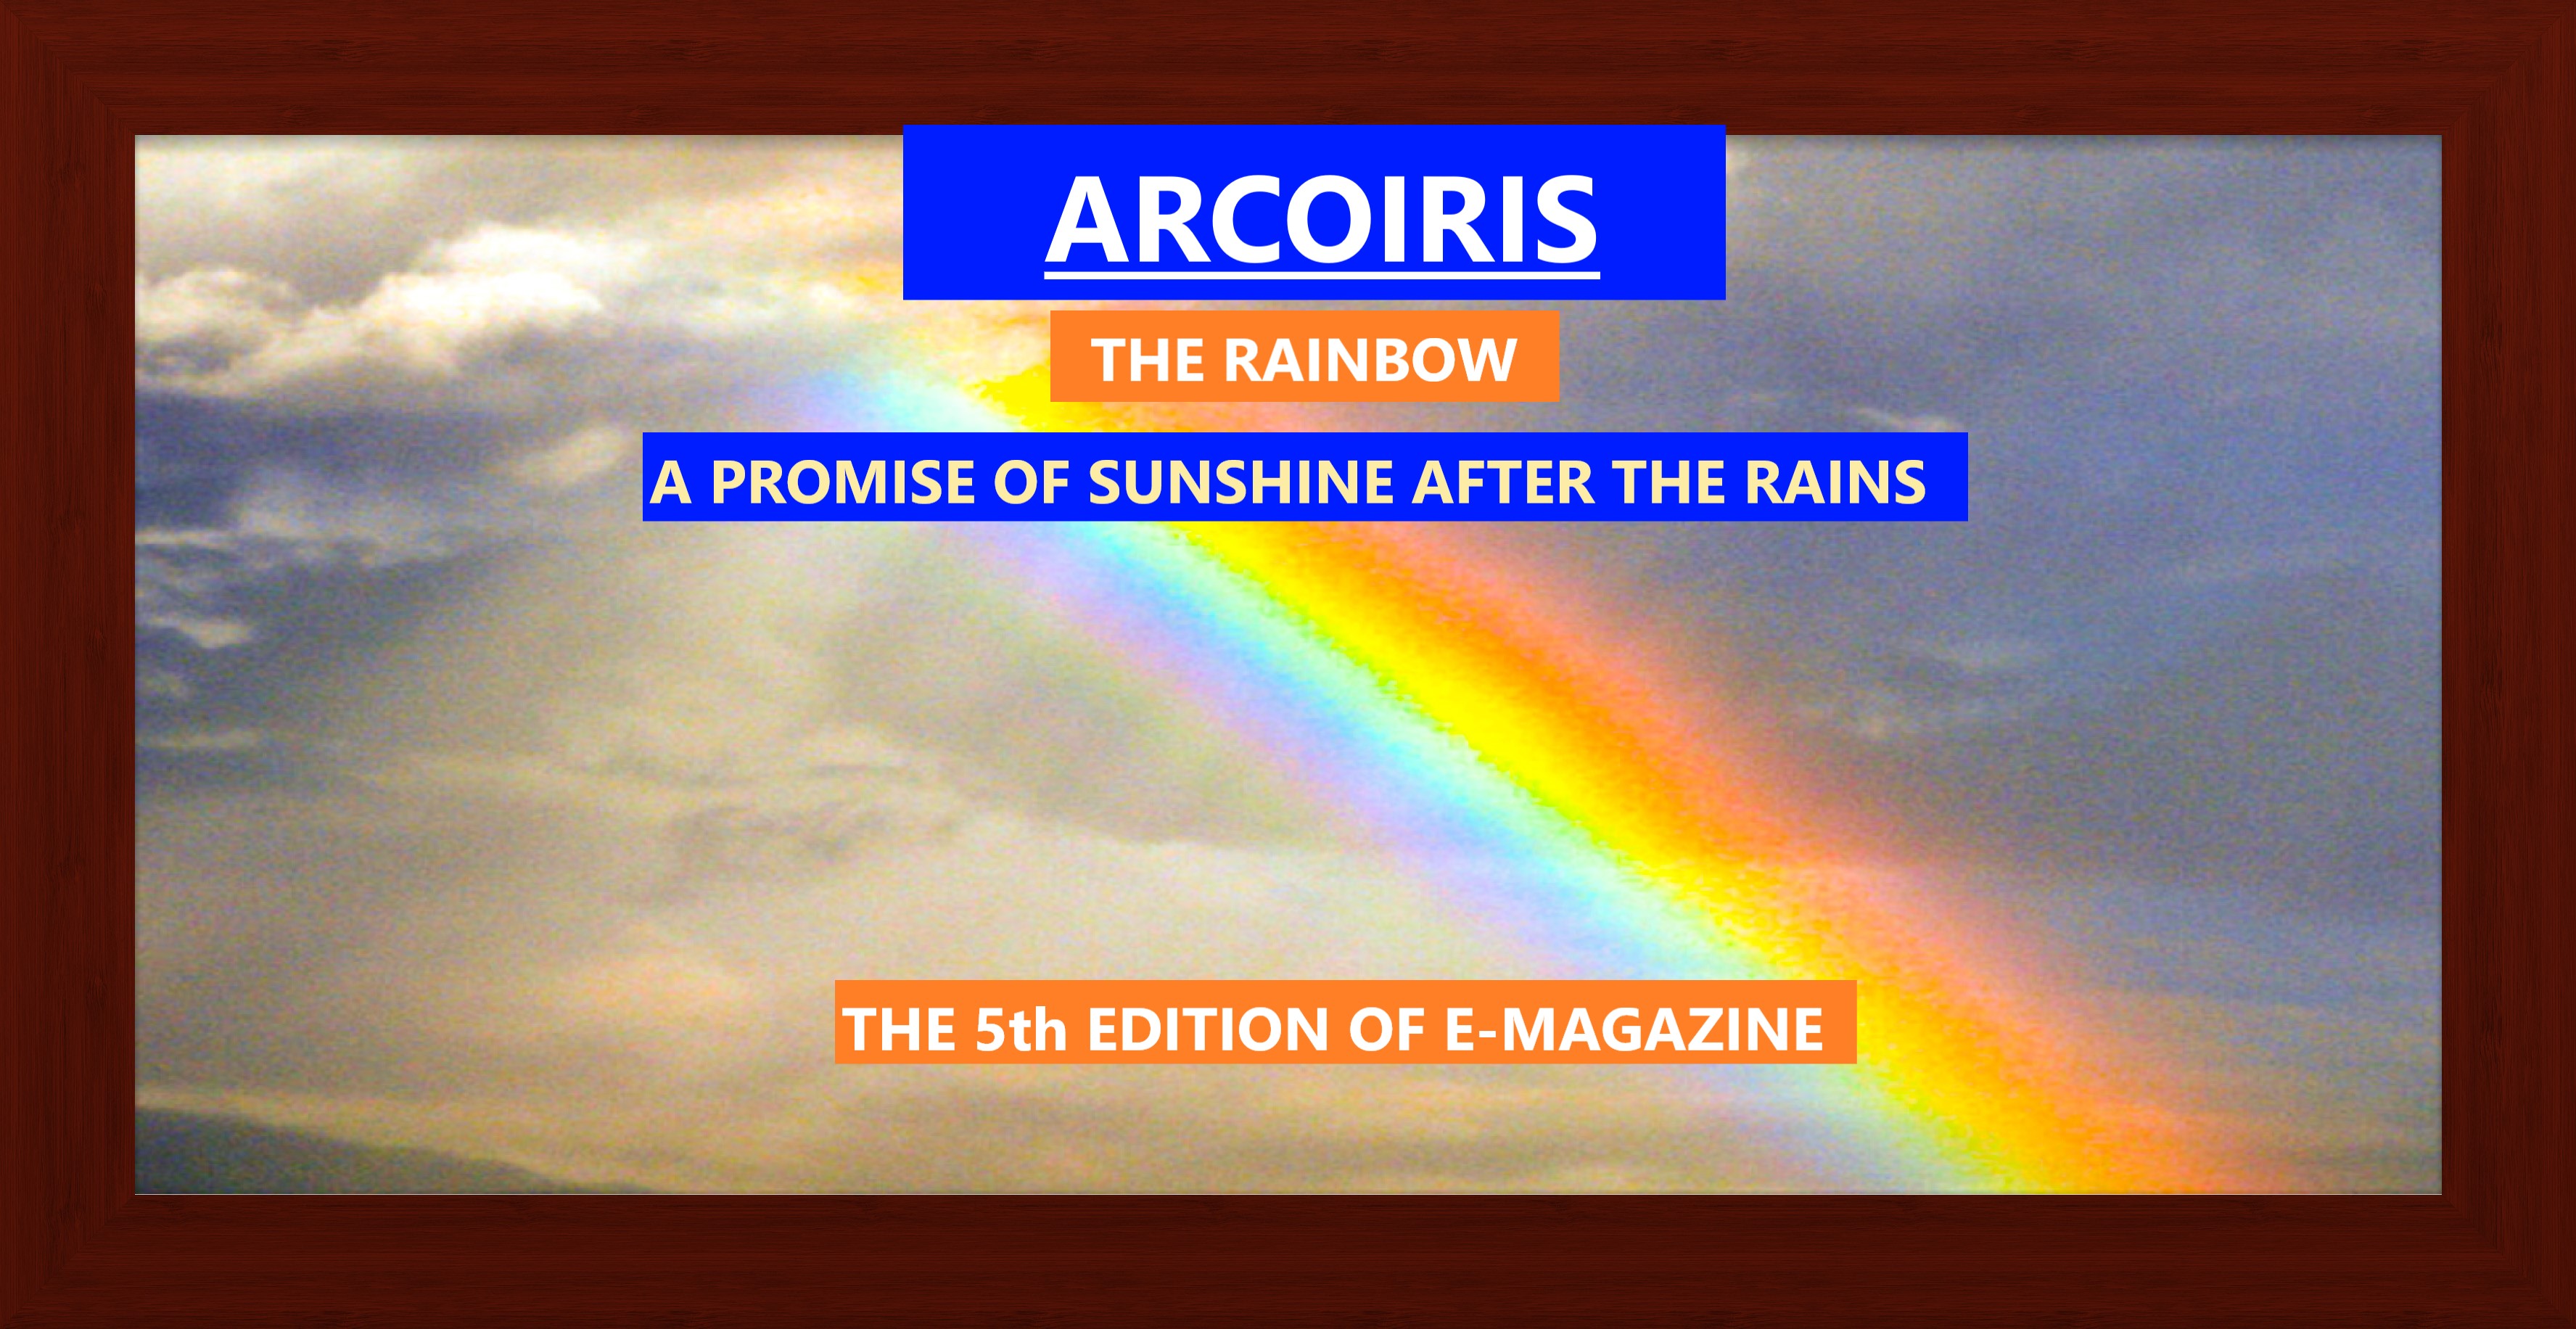 ARCOIRIS
THE RAINBOW
A PROMISE OF SUNSHINE AFTER THE RAINS
THE 5th EDITION OF E-MAGAZINE